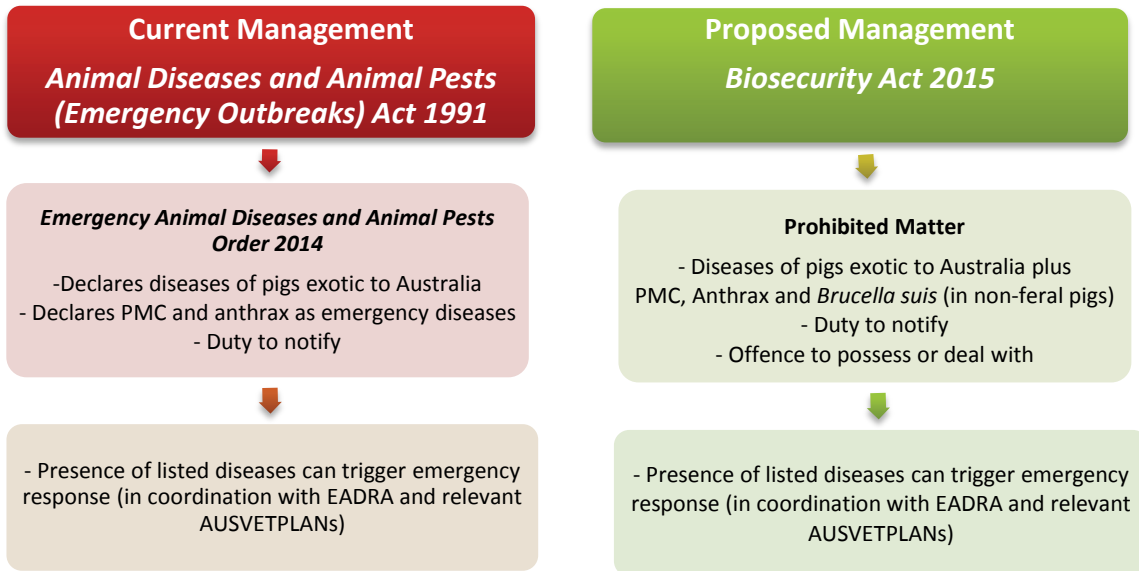 Current Management
Animal Diseases and Animal Pests
(Emergency Outbreaks) Act 1991
Emergency Animal Diseases and Animal Pests
Order 2014
-Declares diseases of pigs exotic to Australia
- Declares PMC and anthrax as emergency diseases
- Duty to notify
- Presence of listed diseases can trigger emergency
response (in coordination with EADRA and relevant
AUSVETPLANs)
Proposed Management
Biosecurity Act 2015
Prohibited Matter
- Diseases of pigs exotic to Australia plus
PMC, Anthrax and Brucella suis (in non-feral pigs)
- Duty to notify
- Offence to possess or deal with
- Presence of listed diseases can trigger emergency
response (in coordination with EADRA and relevant
AUSVETPLANs)